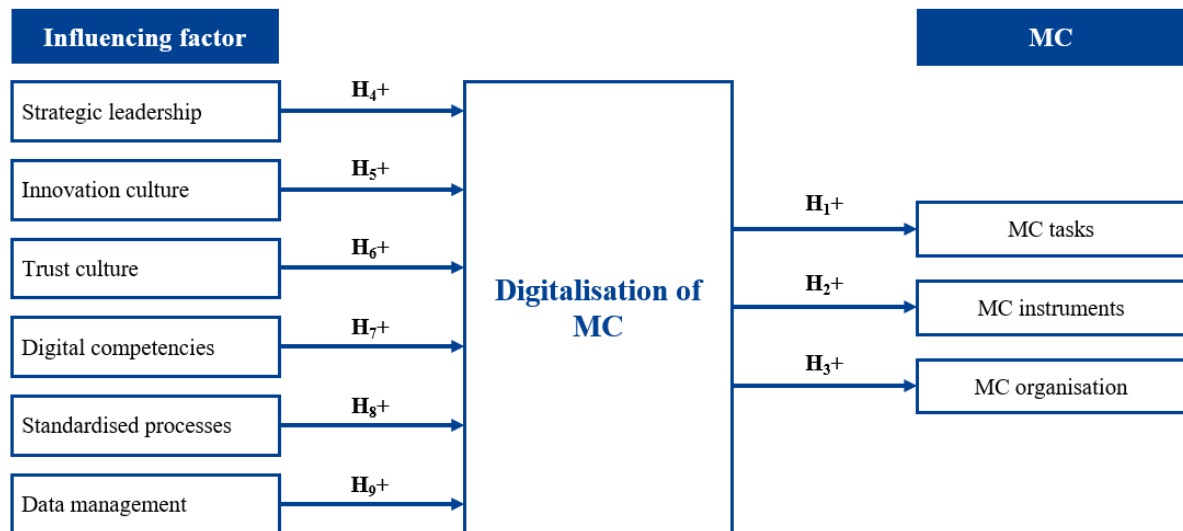 Influencing factor
MC
Strategic leadership
H₄+
Innovation culture
H₅+
Trust culture
H₆+
Digital competencies
H₇+
Standardised processes
H₈+
Data management
H₉+
Digitalisation of
MC
H₁+
MC tasks
H₂+
MC instruments
H₃+
MC organisation